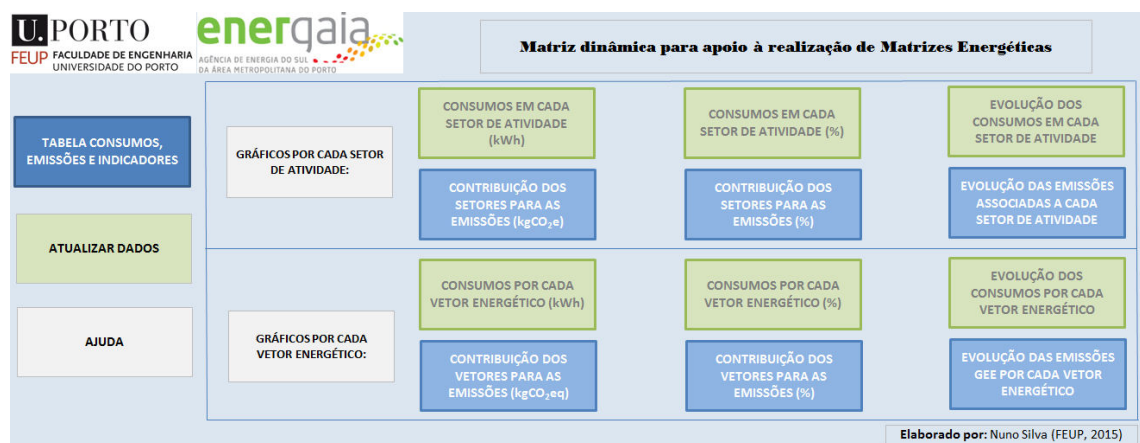 U.PORTO
FEUP FACULDADE DE ENGENHARIA
UNIVERSIDADE DO PORTO
energaia
AGÊNCIA DE ENERGIA DO SUL
DA ÁREA METROPOLITANA DO PORTO
Matriz dinâmica para apoio à realização de Matrizes Energéticas
TABELA CONSUMOS,
EMISSÕES E INDICADORES
ATUALIZAR DADOS
AJUDA
GRÁFICOS POR CADA SETOR
DE ATIVIDADE:
CONSUMOS EM CADA
SETOR DE ATIVIDADE
(kWh)
CONSUMOS EM CADA
SETOR DE ATIVIDADE (%)
EVOLUÇÃO DOS
CONSUMOS EM CADA
SETOR DE ATIVIDADE
CONTRIBUIÇÃO DOS
SETORES PARA AS
EMISSÕES (kgCO₂e)
CONTRIBUIÇÃO DOS
SETORES PARA AS
EMISSÕES (%)
EVOLUÇÃO DAS EMISSÕES
ASSOCIADAS A CADA
SETOR DE ATIVIDADE
GRÁFICOS POR CADA
VETOR ENERGÉTICO:
CONSUMOS POR CADA
VETOR ENERGÉTICO (kWh)
CONSUMOS POR CADA
VETOR ENERGÉTICO (%)
EVOLUÇÃO DOS
CONSUMOS POR CADA
VETOR ENERGÉTICO
CONTRIBUIÇÃO DOS
VETORES PARA AS
EMISSÕES (kgCO₂eq)
CONTRIBUIÇÃO DOS
VETORES PARA AS
EMISSÕES (%)
EVOLUÇÃO DAS EMISSÕES
GEE POR CADA VETOR
ENERGÉTICO
Elaborado por: Nuno Silva (FEUP, 2015)